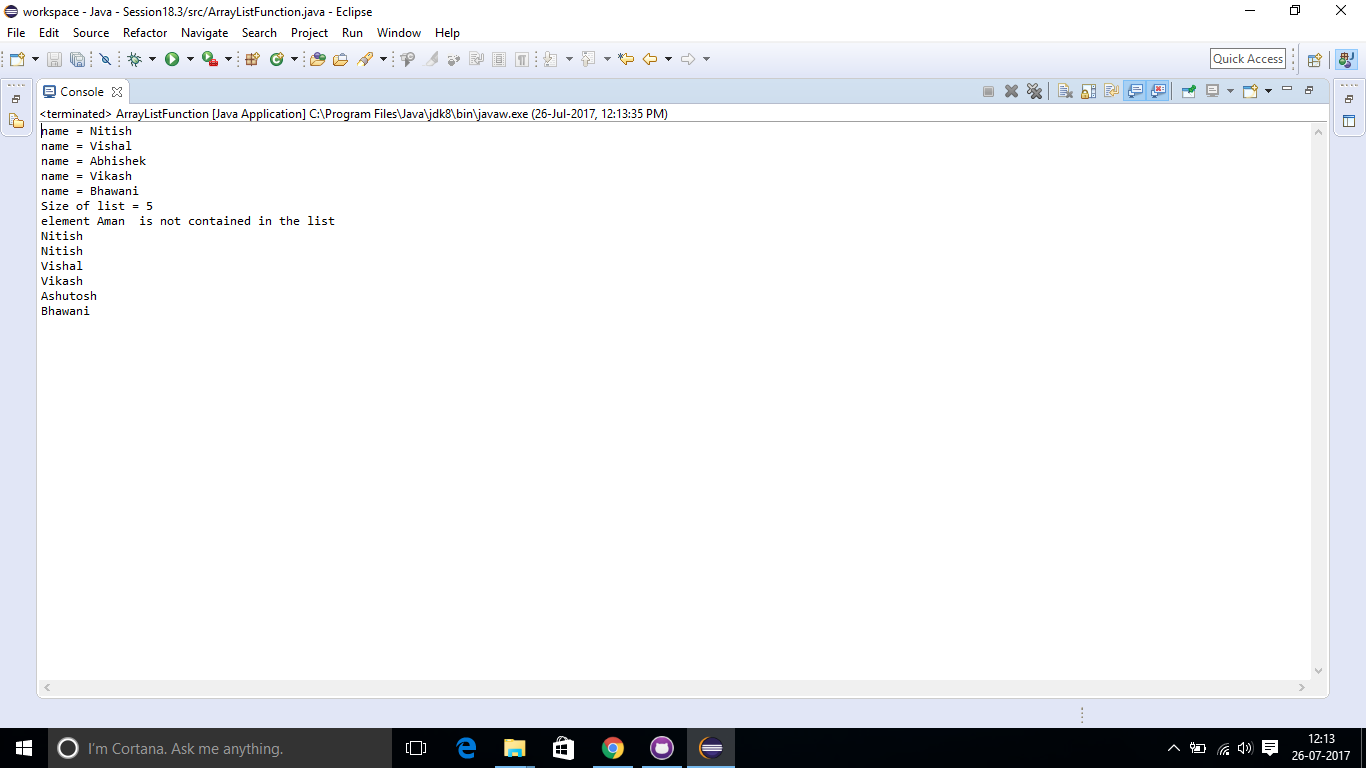 workspace - Java - Session18.3/src/ArrayListFunction.java - Eclipse
File Edit Source Refactor Navigate Search Project Run Window Help
Quick Access
Console
<terminated> ArrayListFunction [Java Application] C:\Program Files\Java\jdk8\bin\javaw.exe (26-Jul-2017, 12:13:35 PM)
name = Nitish
name = Vishal
name = Abhishek
name = Vikash
name = Bhawani
Size of list = 5
element Aman  is not contained in the list
Nitish
Nitish
Vishal
Vikash
Ashutosh
Bhawani
I'm Cortana. Ask me anything.
12:13
26-07-2017